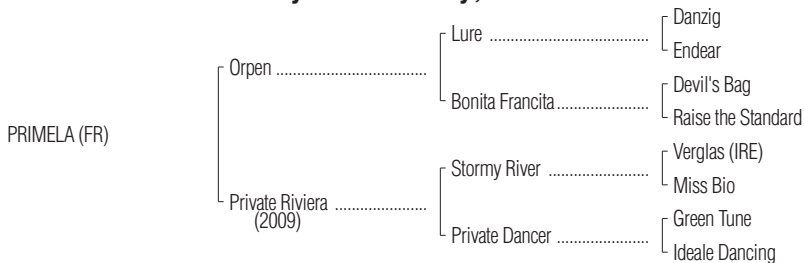 Danzig
Lure ......................................
Endear
Orpen ...................................
Devil's Bag
Bonita Francita......................
Raise the Standard
PRIMELA (FR)
Verglas (IRE)
Stormy River ........................
Miss Bio
Private Riviera ......................
(2009)
Green Tune
Private Dancer ......................
Ideale Dancing